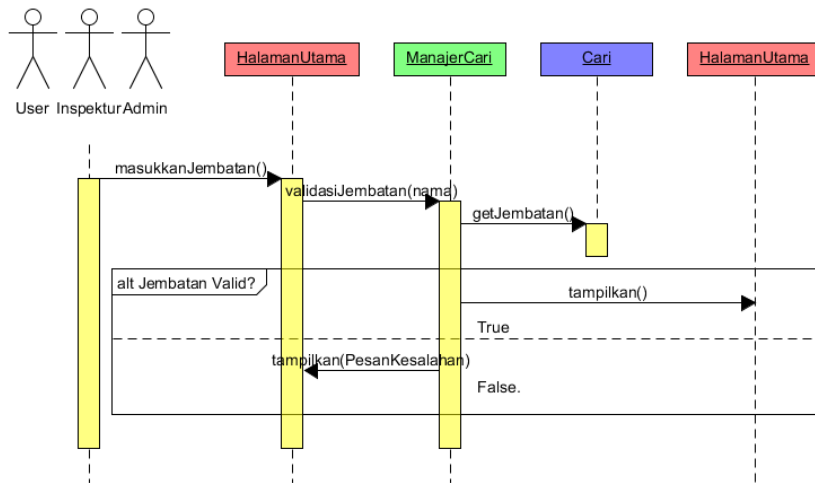 HalamanUtama
ManajerCari
Cari
HalamanUtama
User
Inspektur
Admin
masukkanJembatan()
validasiJembatan(nama)
getJembatan()
alt Jembatan Valid?
tampilkan()
True
tampilkan(PesanKesalahan)
False.